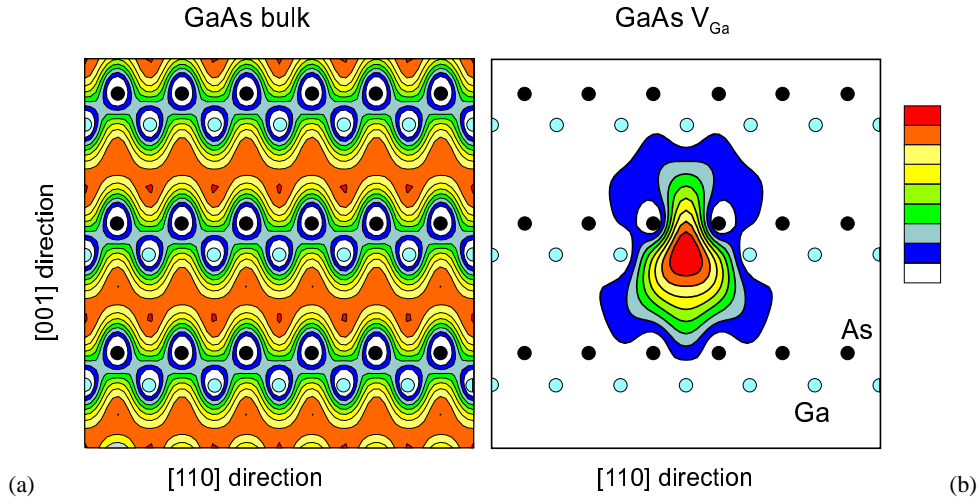 GaAs bulk
GaAs V_Ga
[001] direction
As
Ga
[110] direction
[110] direction
(a)
(b)